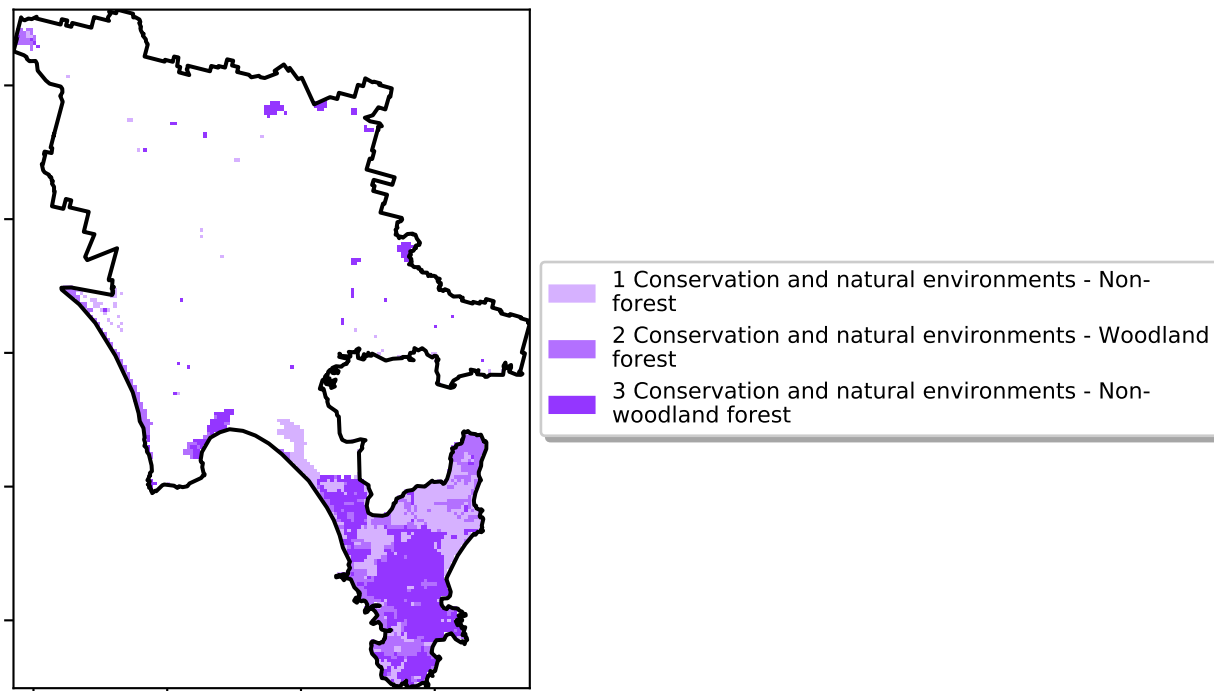 1 Conservation and natural environments - Non-
forest
2 Conservation and natural environments - Woodland
forest
3 Conservation and natural environments - Non-
woodland forest